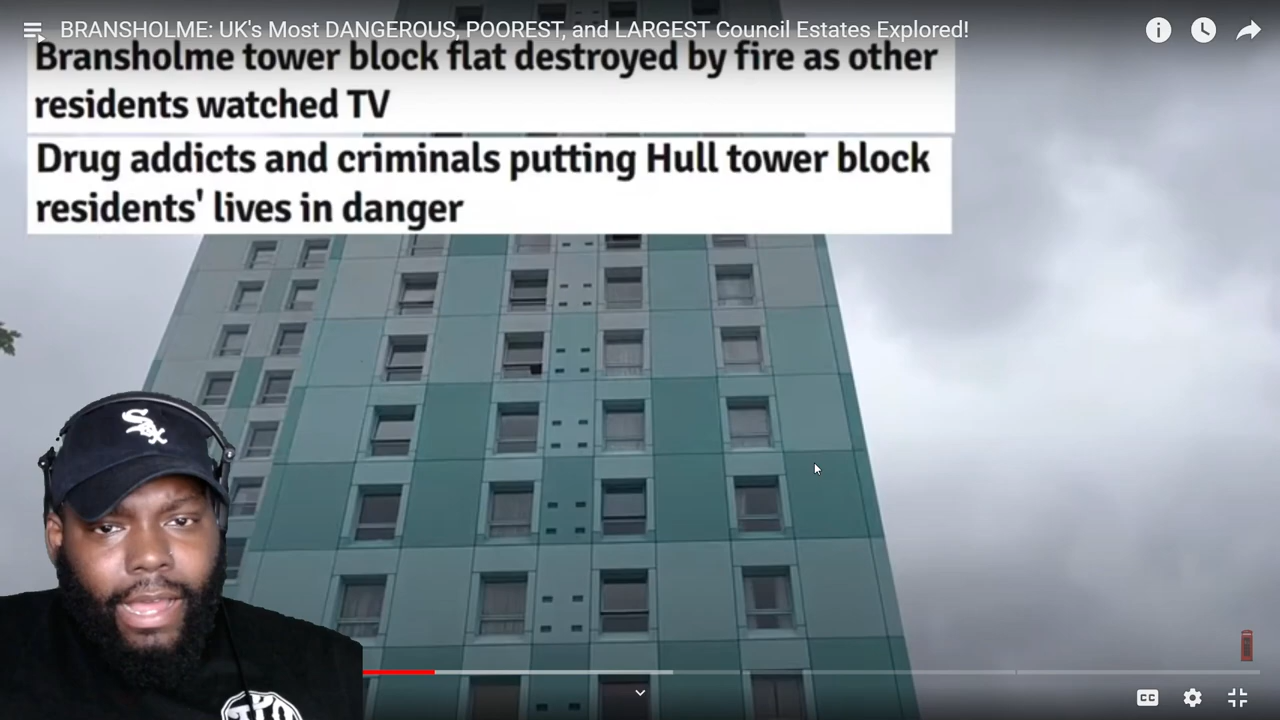 BRANSHOLME: UK's Most DANGEROUS, POOREST, and LARGEST Council Estates Explored!
Bransholme tower block flat destroyed by fire as other
residents watched TV
Drug addicts and criminals putting Hull tower block
residents' lives in danger
Sox
CC